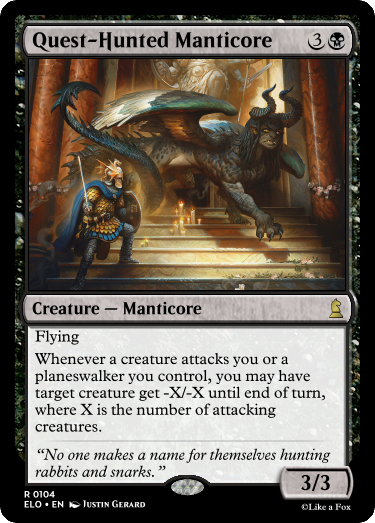 Quest-Hunted Manticore 3
Creature — Manticore
Flying
Whenever a creature attacks you or a
planeswalker you control, you may have
target creature get -X/-X until end of turn,
where X is the number of attacking
creatures.
“No one makes a name for themselves hunting
rabbits and snarks.”
3/3
R 0104
ELO • EN Justin Gerard
©Like a Fox